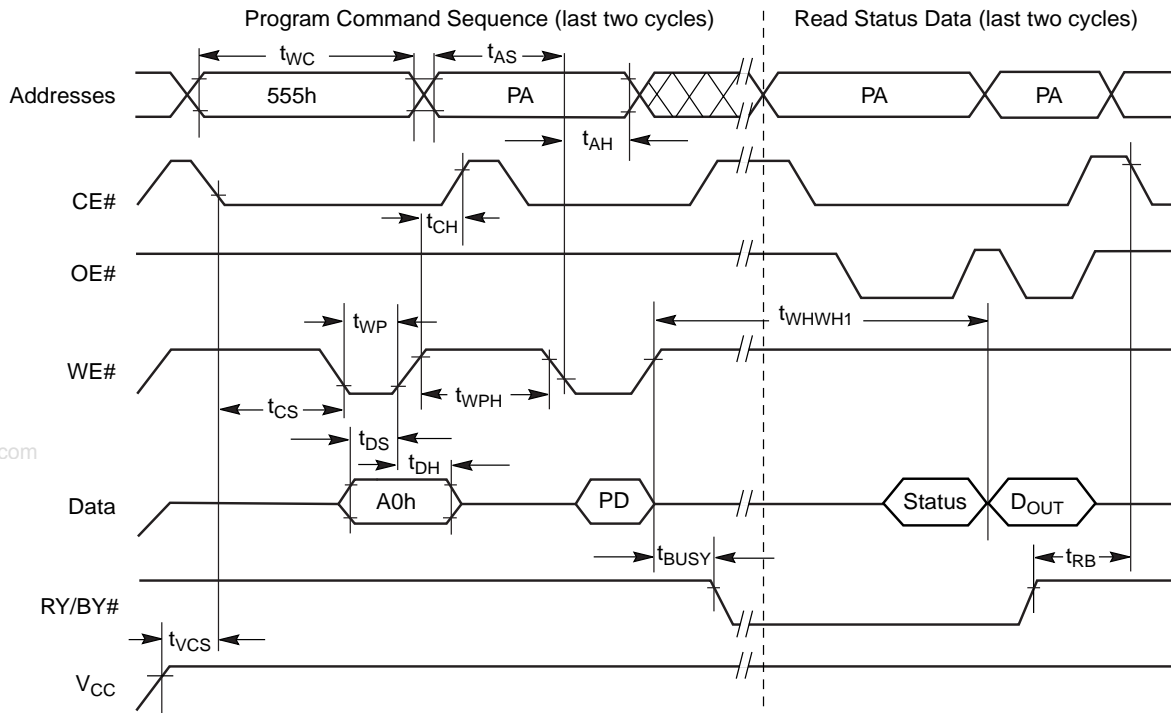 Program Command Sequence (last two cycles) Read Status Data (last two cycles)
tWC tAS
Addresses 555h PA PA PA
tAH
CE#
tCH
OE#
tWP tWHWH1
WE#
tCS tWPH
tDS
tDH
com
Data A0h PD Status DOUT
tBUSY tRB
RY/BY#
tVCS
VCC